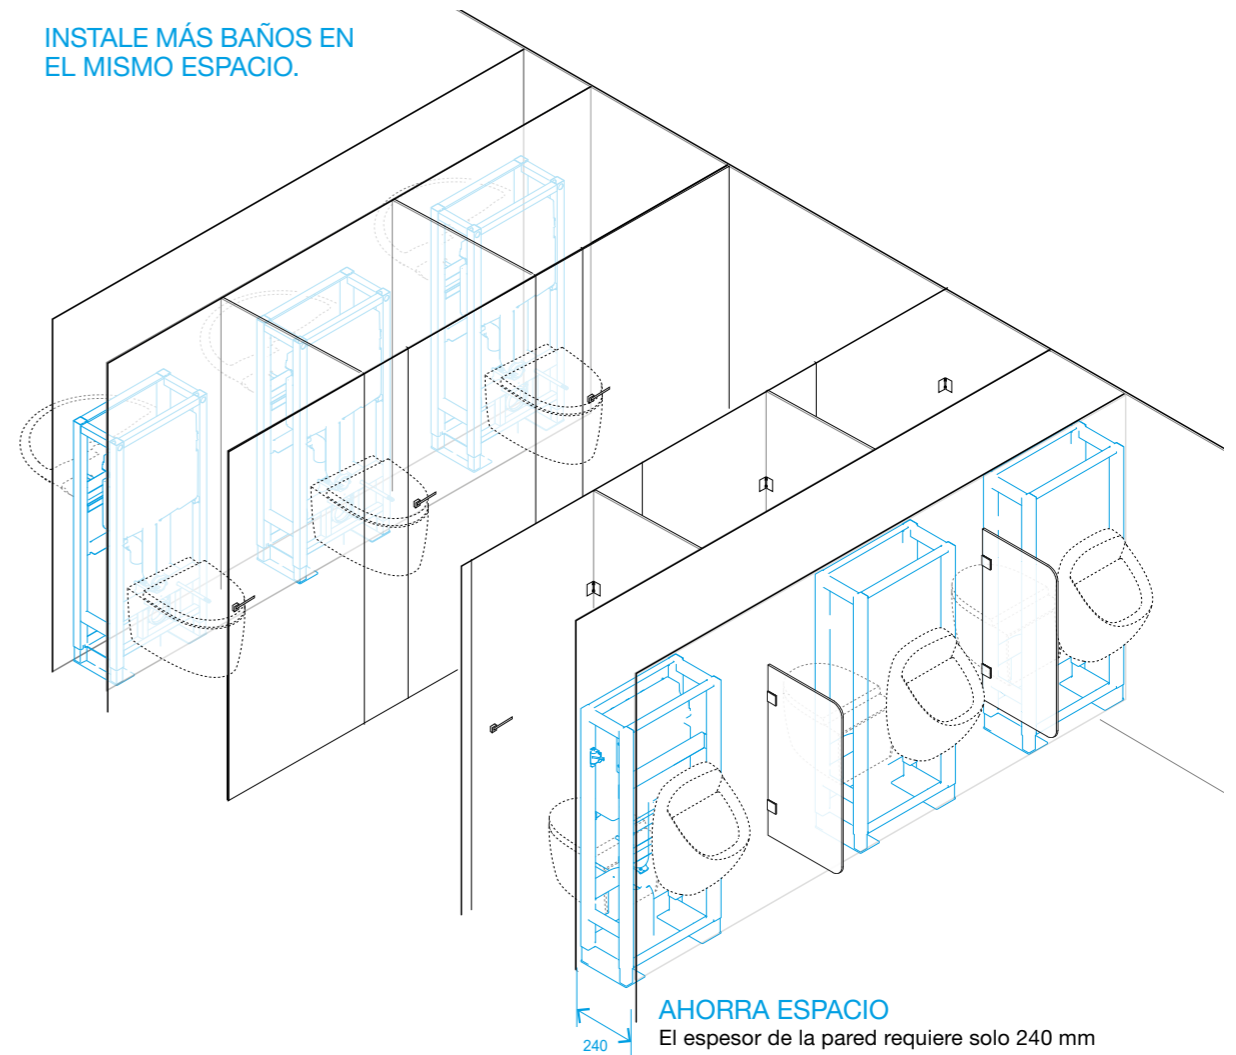 INSTALE MÁS BAÑOS EN
EL MISMO ESPACIO.
AHORRA ESPACIO
El espesor de la pared requiere solo 240 mm
240